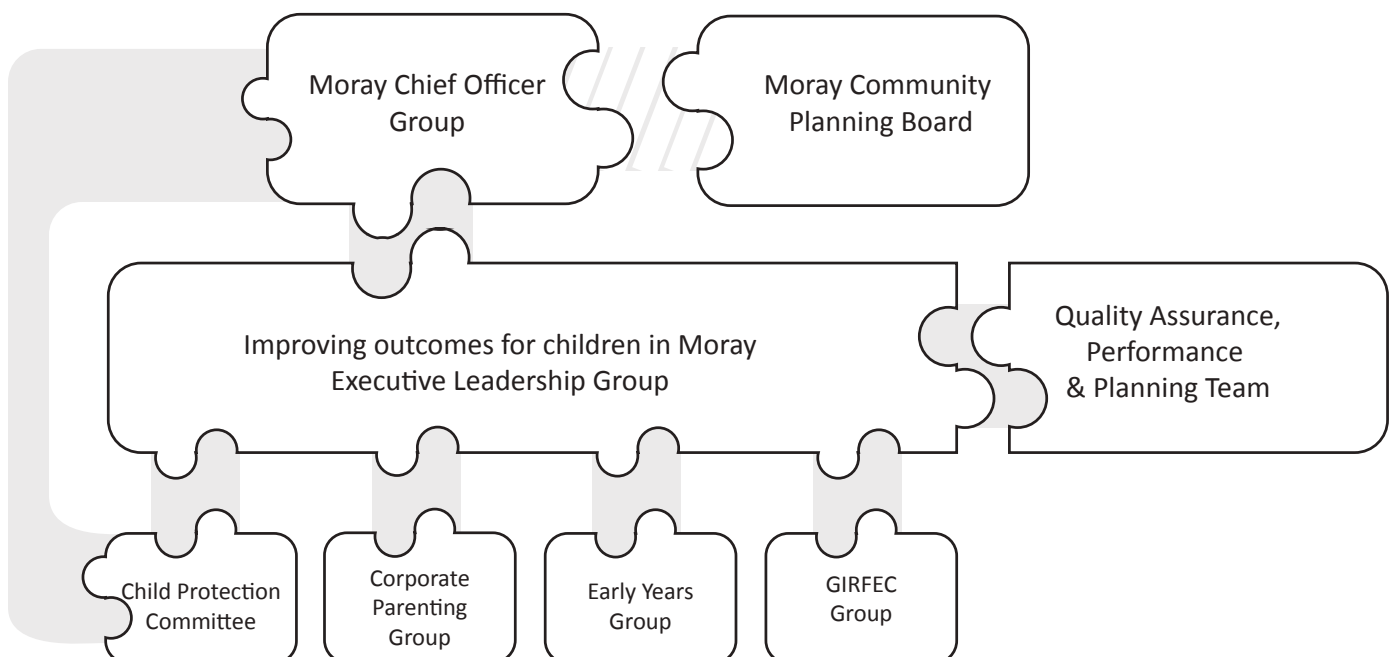 Moray Chief Officer
Group
Moray Community
Planning Board
Improving outcomes for children in Moray
Executive Leadership Group
Quality Assurance,
Performance
& Planning Team
Child Protection
Committee
Corporate
Parenting
Group
Early Years
Group
GIRFEC
Group